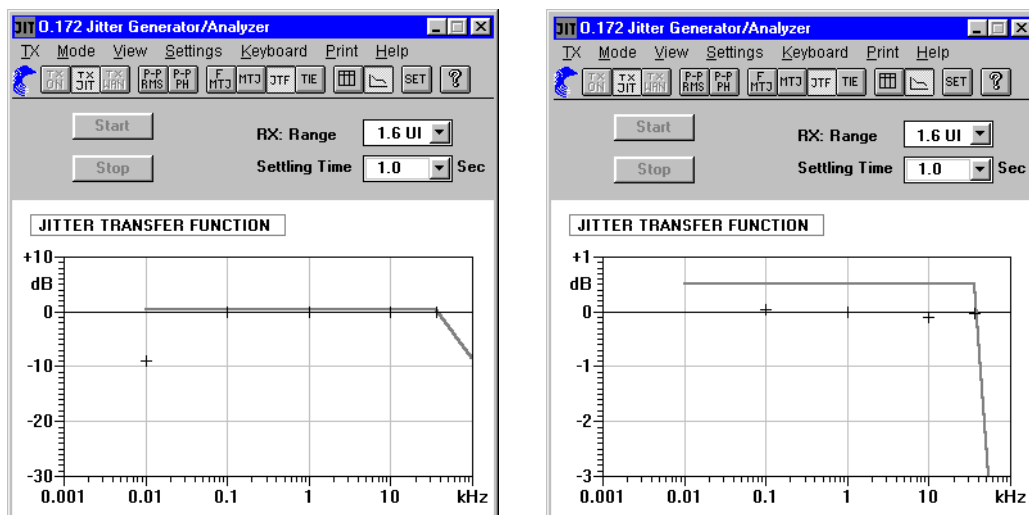 JIT O.172 Jitter Generator/Analyzer
TX Mode View Settings Keyboard Print Help
TX ON TX JIT TX WAN P-P RMS P-P PH F MTJ MTJ JTF TIE SET ?
Start
RX: Range 1.6 UI
Stop
Settling Time 1.0 Sec
JITTER TRANSFER FUNCTION
+10
dB
0
-10
-20
-30
0.001 0.01 0.1 1 10 kHz
JIT O.172 Jitter Generator/Analyzer
TX Mode View Settings Keyboard Print Help
TX ON TX JIT TX WAN P-P RMS P-P PH F MTJ MTJ JTF TIE SET ?
Start
RX: Range 1.6 UI
Stop
Settling Time 1.0 Sec
JITTER TRANSFER FUNCTION
+1
dB
0
-1
-2
-3
0.001 0.01 0.1 1 10 kHz